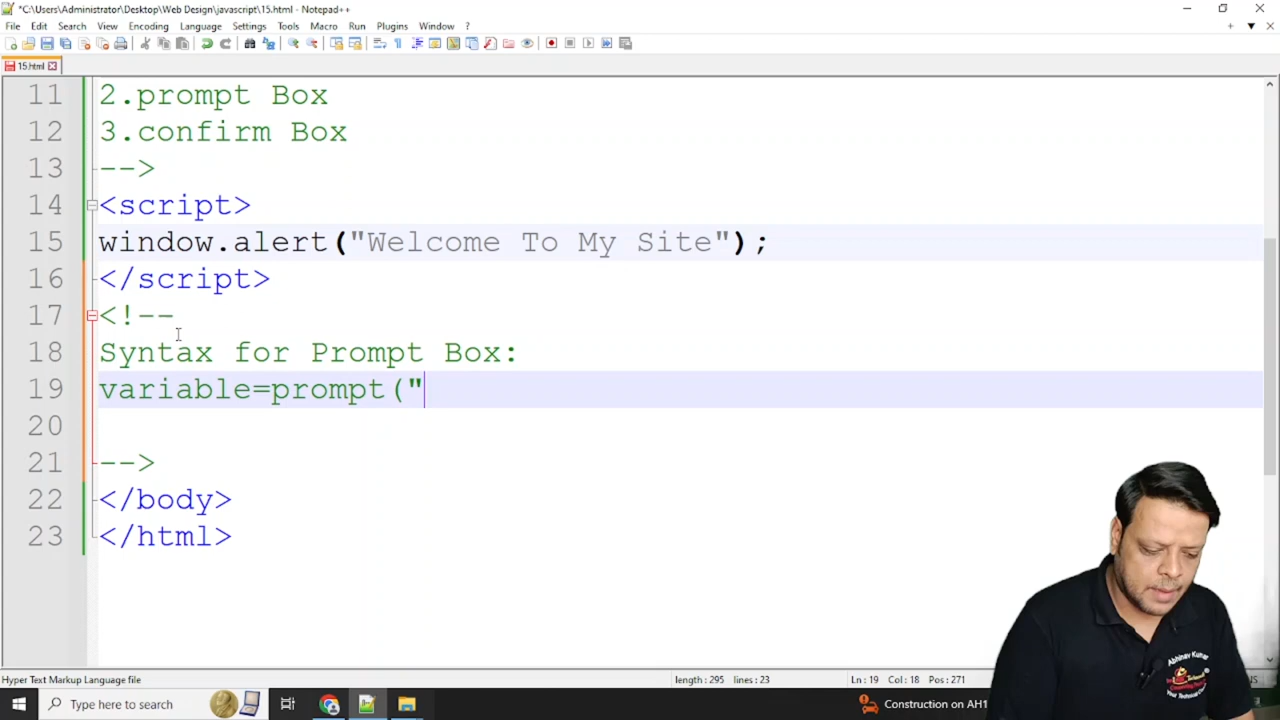 *C:\Users\Administrator\Desktop\Web Design\javascript\15.html - Notepad++
File Edit Search View Encoding Language Settings Tools Macro Run Plugins Window ?
15.html
11 2.prompt Box
12 3.confirm Box
13 -->
14 <script>
15 window.alert("Welcome To My Site");
16 </script>
17 <!--
18 Syntax for Prompt Box:
19 variable=prompt("
20
21 -->
22 </body>
23 </html>
Abhinav Kumar
Your Technical
Hyper Text Markup Language file length : 295 lines : 23 Ln : 19 Col : 18 Pos : 271
Type here to search Construction on AH1